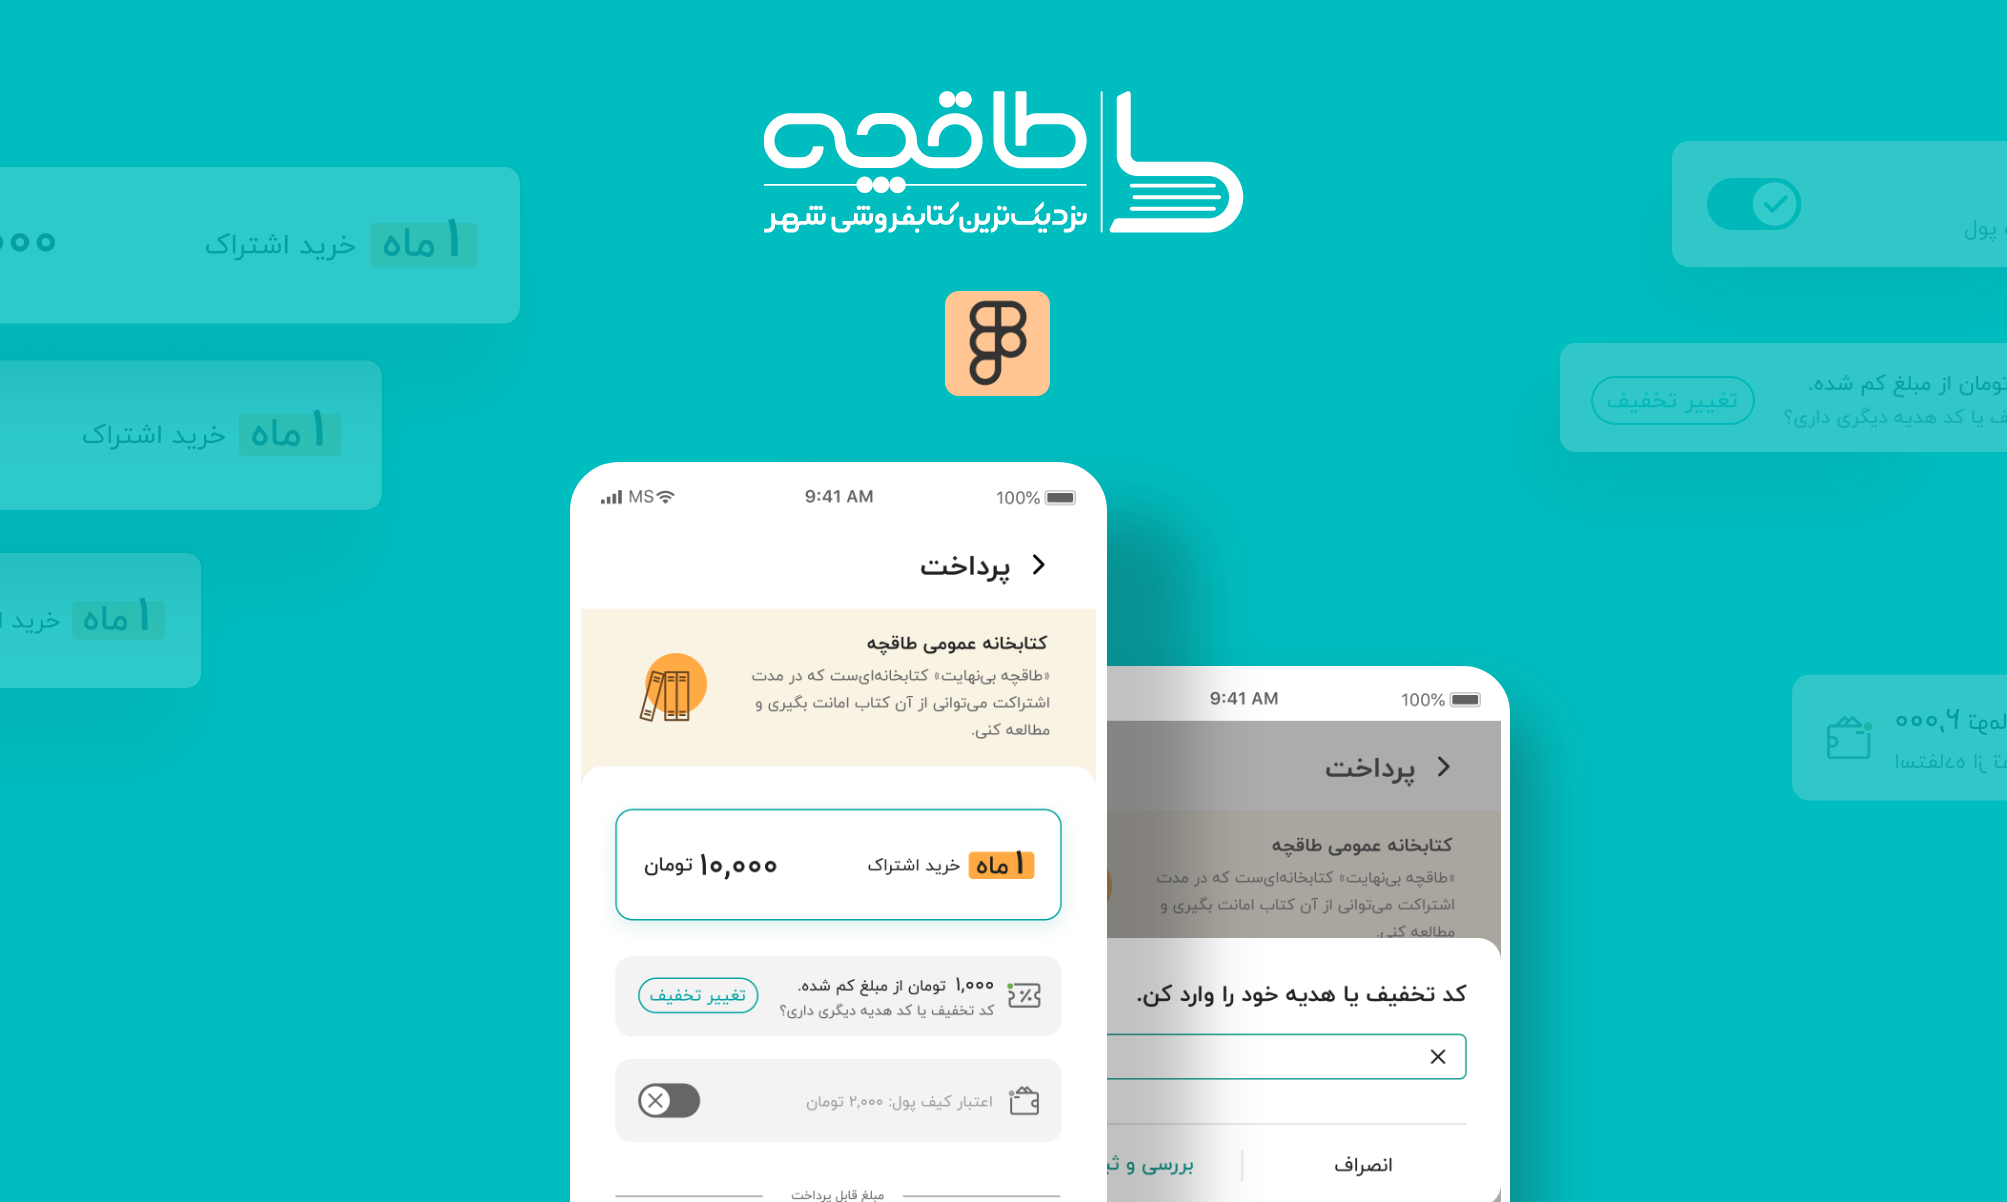 طاقچه
نزدیک‌ترین کتابفروشی شهر
۱ ماه خرید اشتراک
۱ ماه خرید اشتراک
۱ ماه خرید
پول
تومان از مبلغ کم شده.
یا کد هدیه دیگری داری؟
تغییر تخفیف
MS
9:41 AM
100%
پرداخت
کتابخانه عمومی طاقچه
«طاقچه بی‌نهایت» کتابخانه‌ای‌ست که در مدت
اشتراکت می‌توانی از آن کتاب امانت بگیری و
مطالعه کنی.
۱ ماه خرید اشتراک ۱۰,۰۰۰ تومان
۱,۰۰۰ تومان از مبلغ کم شده.
کد تخفیف یا کد هدیه دیگری داری؟
تغییر تخفیف
اعتبار کیف پول: ۲,۰۰۰ تومان
مبلغ قابل پرداخت
9:41 AM
100%
پرداخت
کتابخانه عمومی طاقچه
«طاقچه بی‌نهایت» کتابخانه‌ای‌ست که در مدت
اشتراکت می‌توانی از آن کتاب امانت بگیری و
مطالعه کنی.
کد تخفیف یا هدیه خود را وارد کن.
انصراف
بررسی و